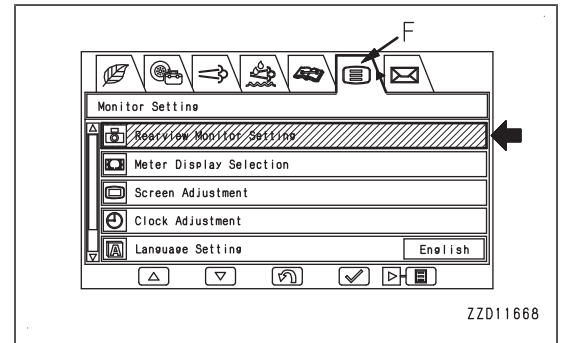 F
Monitor Setting
Rearview Monitor Setting
Meter Display Selection
Screen Adjustment
Clock Adjustment
Language Setting English
ZZD11668